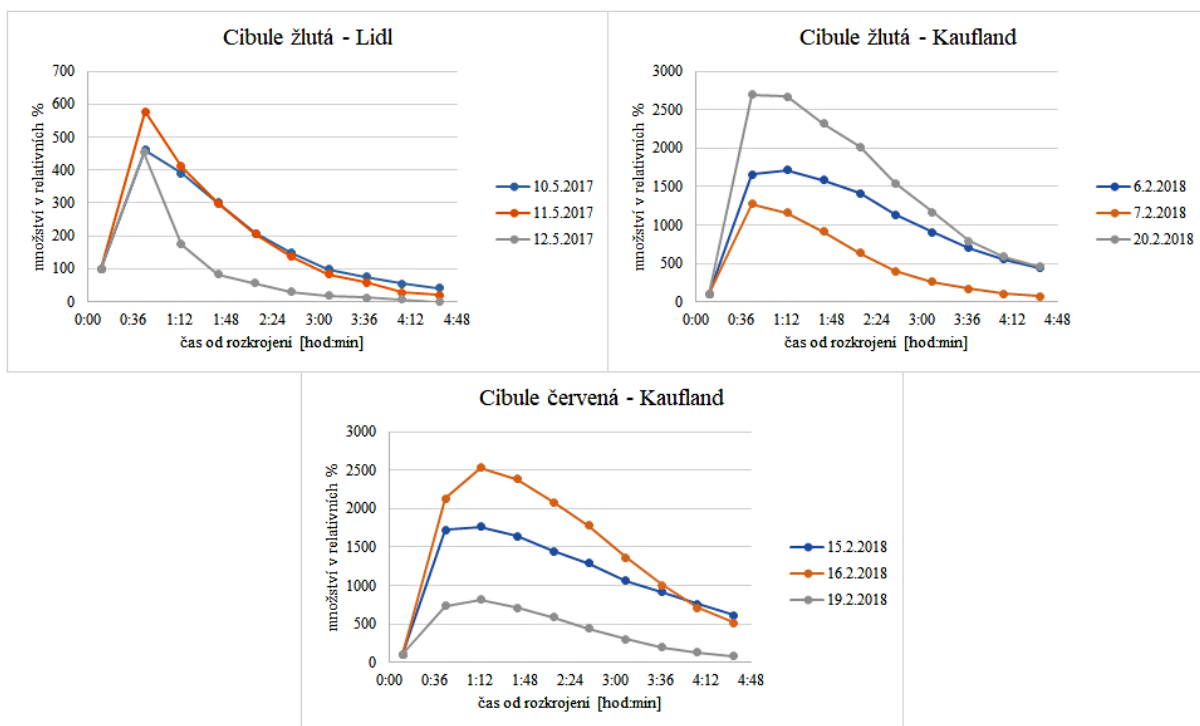 Cibule žlutá - Lidl
množství v relativních %
700
600
500
400
300
200
100
0
0:00 0:36 1:12 1:48 2:24 3:00 3:36 4:12 4:48
čas od rozkrojení [hod:min]
10.5.2017
11.5.2017
12.5.2017
Cibule žlutá - Kaufland
množství v relativních %
3000
2500
2000
1500
1000
500
0
0:00 0:36 1:12 1:48 2:24 3:00 3:36 4:12 4:48
čas od rozkrojení [hod:min]
6.2.2018
7.2.2018
20.2.2018
Cibule červená - Kaufland
množství v relativních %
3000
2500
2000
1500
1000
500
0
0:00 0:36 1:12 1:48 2:24 3:00 3:36 4:12 4:48
čas od rozkrojení [hod:min]
15.2.2018
16.2.2018
19.2.2018